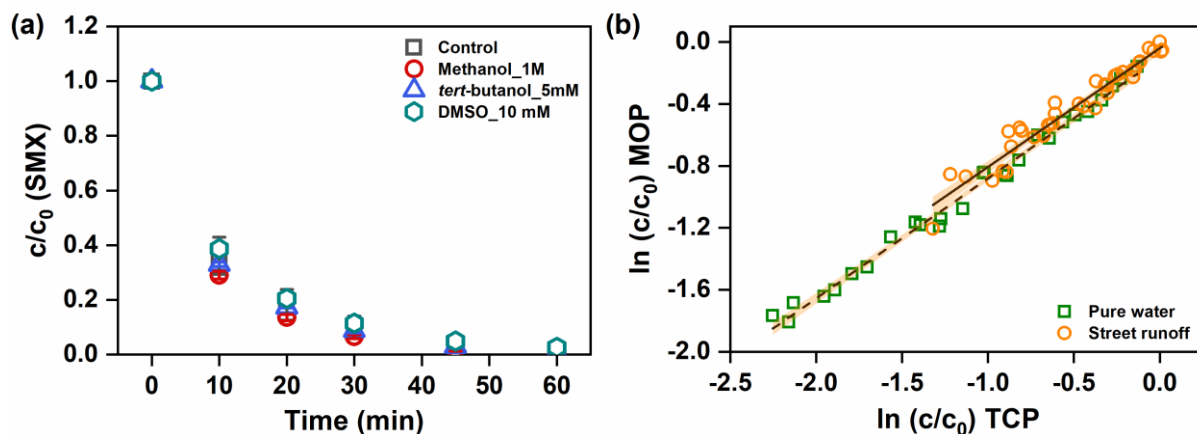 (a)
1.2
1.0
0.8
0.6
0.4
0.2
0.0
c/c₀ (SMX)
Control
Methanol_1M
tert-butanol_5mM
DMSO_10 mM
0 10 20 30 40 50 60
Time (min)
(b)
0.0
-0.4
-0.8
-1.2
-1.6
-2.0
ln (c/c₀) MOP
Pure water
Street runoff
-2.5 -2.0 -1.5 -1.0 -0.5 0.0
ln (c/c₀) TCP